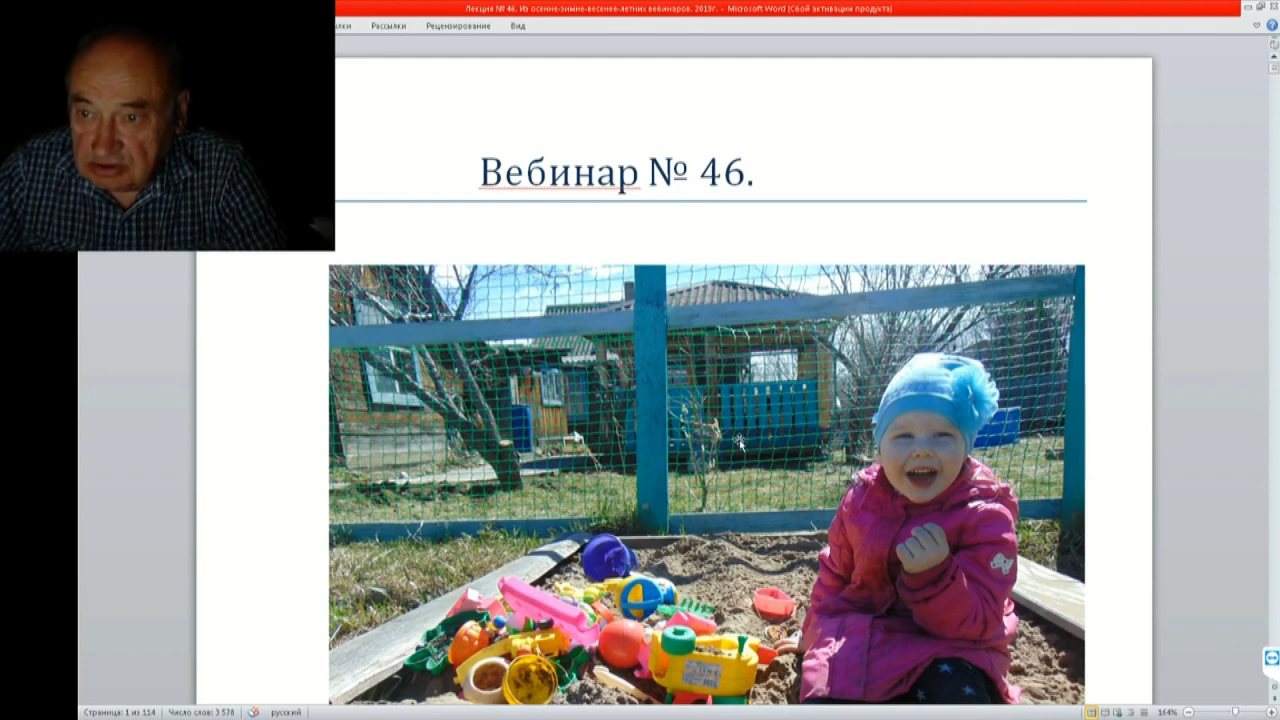 Лекция № 46. Из осенне-зимне-весенее-летних вебинаров, 2019г. - Microsoft Word (Сбой активации продукта)
Рассылки Рецензирование Вид
Вебинар № 46.
Страница: 1 из 114 Число слов: 3 578 русский 164%